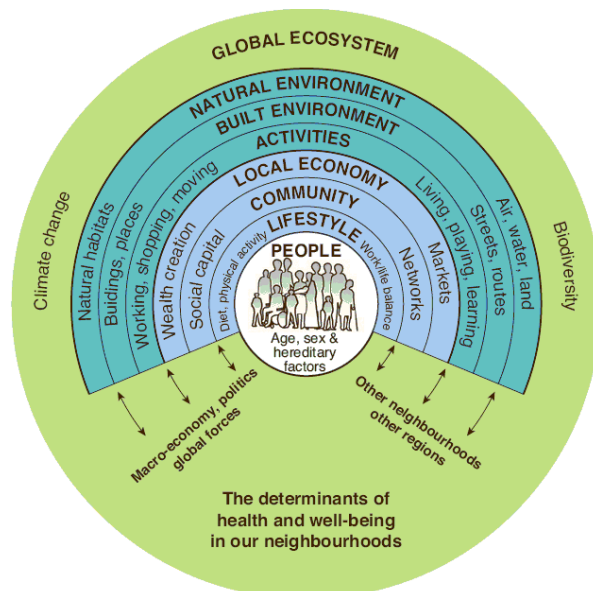 GLOBAL ECOSYSTEM
NATURAL ENVIRONMENT
BUILT ENVIRONMENT
ACTIVITIES
LOCAL ECONOMY
COMMUNITY
LIFESTYLE
PEOPLE
Age, sex &
hereditary
factors
Climate change
Natural habitats
Buidings, places
Working, shopping, moving
Wealth creation
Social capital
Diet, physical activity
Work/life balance
Networks
Markets
Living, playing, learning
Streets, routes
Air, water, land
Biodiversity
Macro-economy, politics
global forces
Other neighbourhoods
other regions
The determinants of
health and well-being
in our neighbourhoods